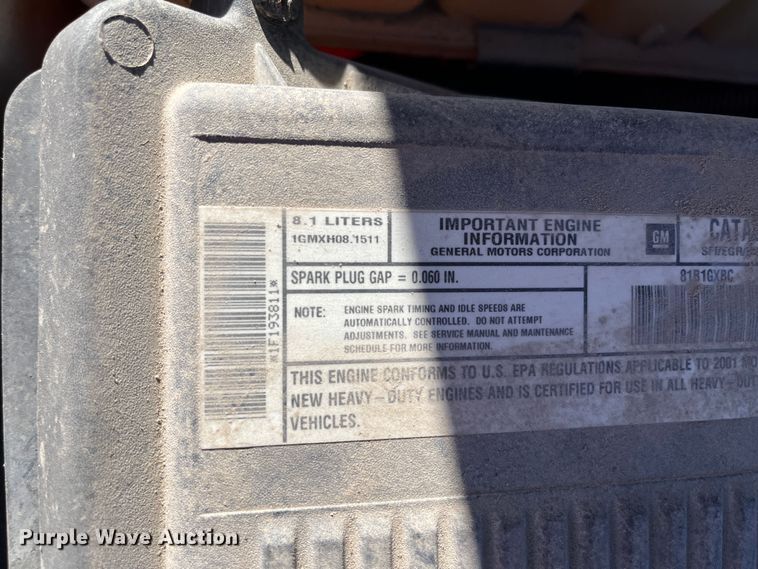 8.1 LITERS
1GMXH08.1511
IMPORTANT ENGINE
INFORMATION
GENERAL MOTORS CORPORATION
GM
SPARK PLUG GAP = 0.060 IN.
NOTE: ENGINE SPARK TIMING AND IDLE SPEEDS ARE
AUTOMATICALLY CONTROLLED. DO NOT ATTEMPT
ADJUSTMENTS. SEE SERVICE MANUAL AND MAINTENANCE
SCHEDULE FOR MORE INFORMATION.
THIS ENGINE CONFORMS TO U.S. EPA REGULATIONS APPLICABLE TO 2001 MO
NEW HEAVY-DUTY ENGINES AND IS CERTIFIED FOR USE IN ALL HEAVY-DUT
VEHICLES.
*1F193811*
CATA
81B1GXBC
Purple Wave Auction